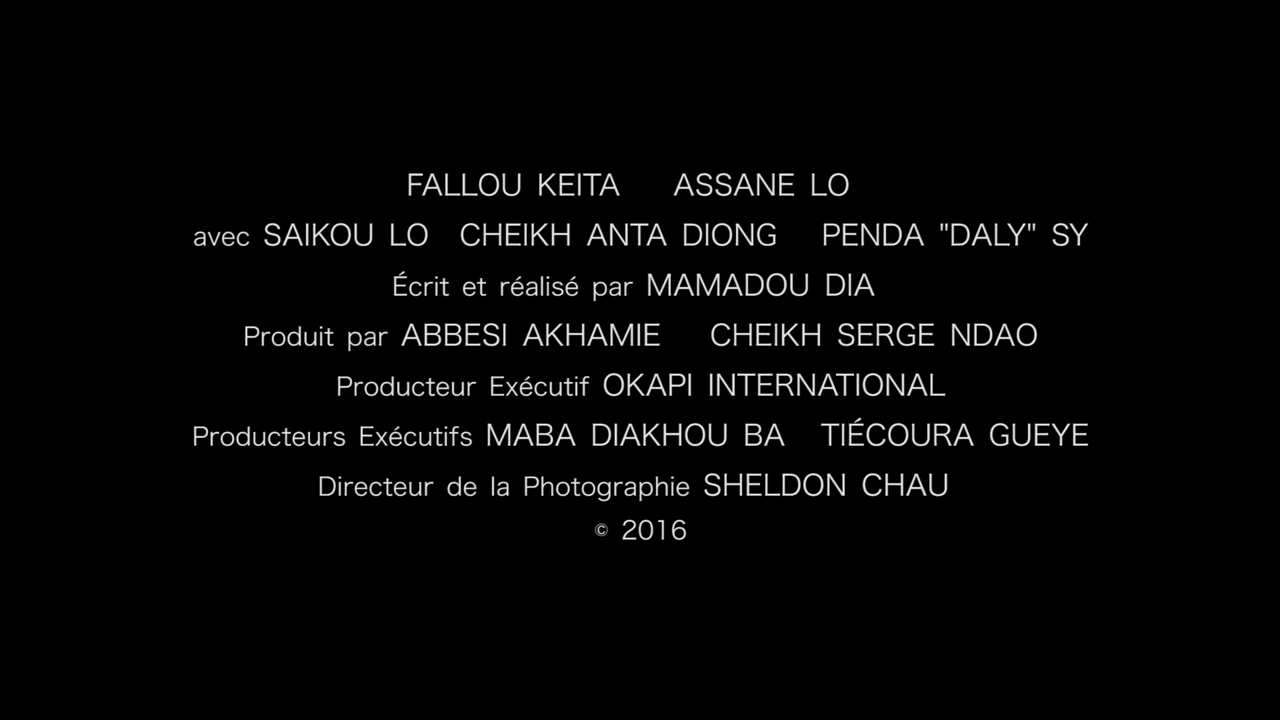 FALLOU KEITA ASSANE LO
avec SAIKOU LO CHEIKH ANTA DIONG PENDA "DALY" SY
Écrit et réalisé par MAMADOU DIA
Produit par ABBESI AKHAMIE CHEIKH SERGE NDAO
Producteur Exécutif OKAPI INTERNATIONAL
Producteurs Exécutifs MABA DIAKHOU BA TIÉCOURA GUEYE
Directeur de la Photographie SHELDON CHAU
© 2016